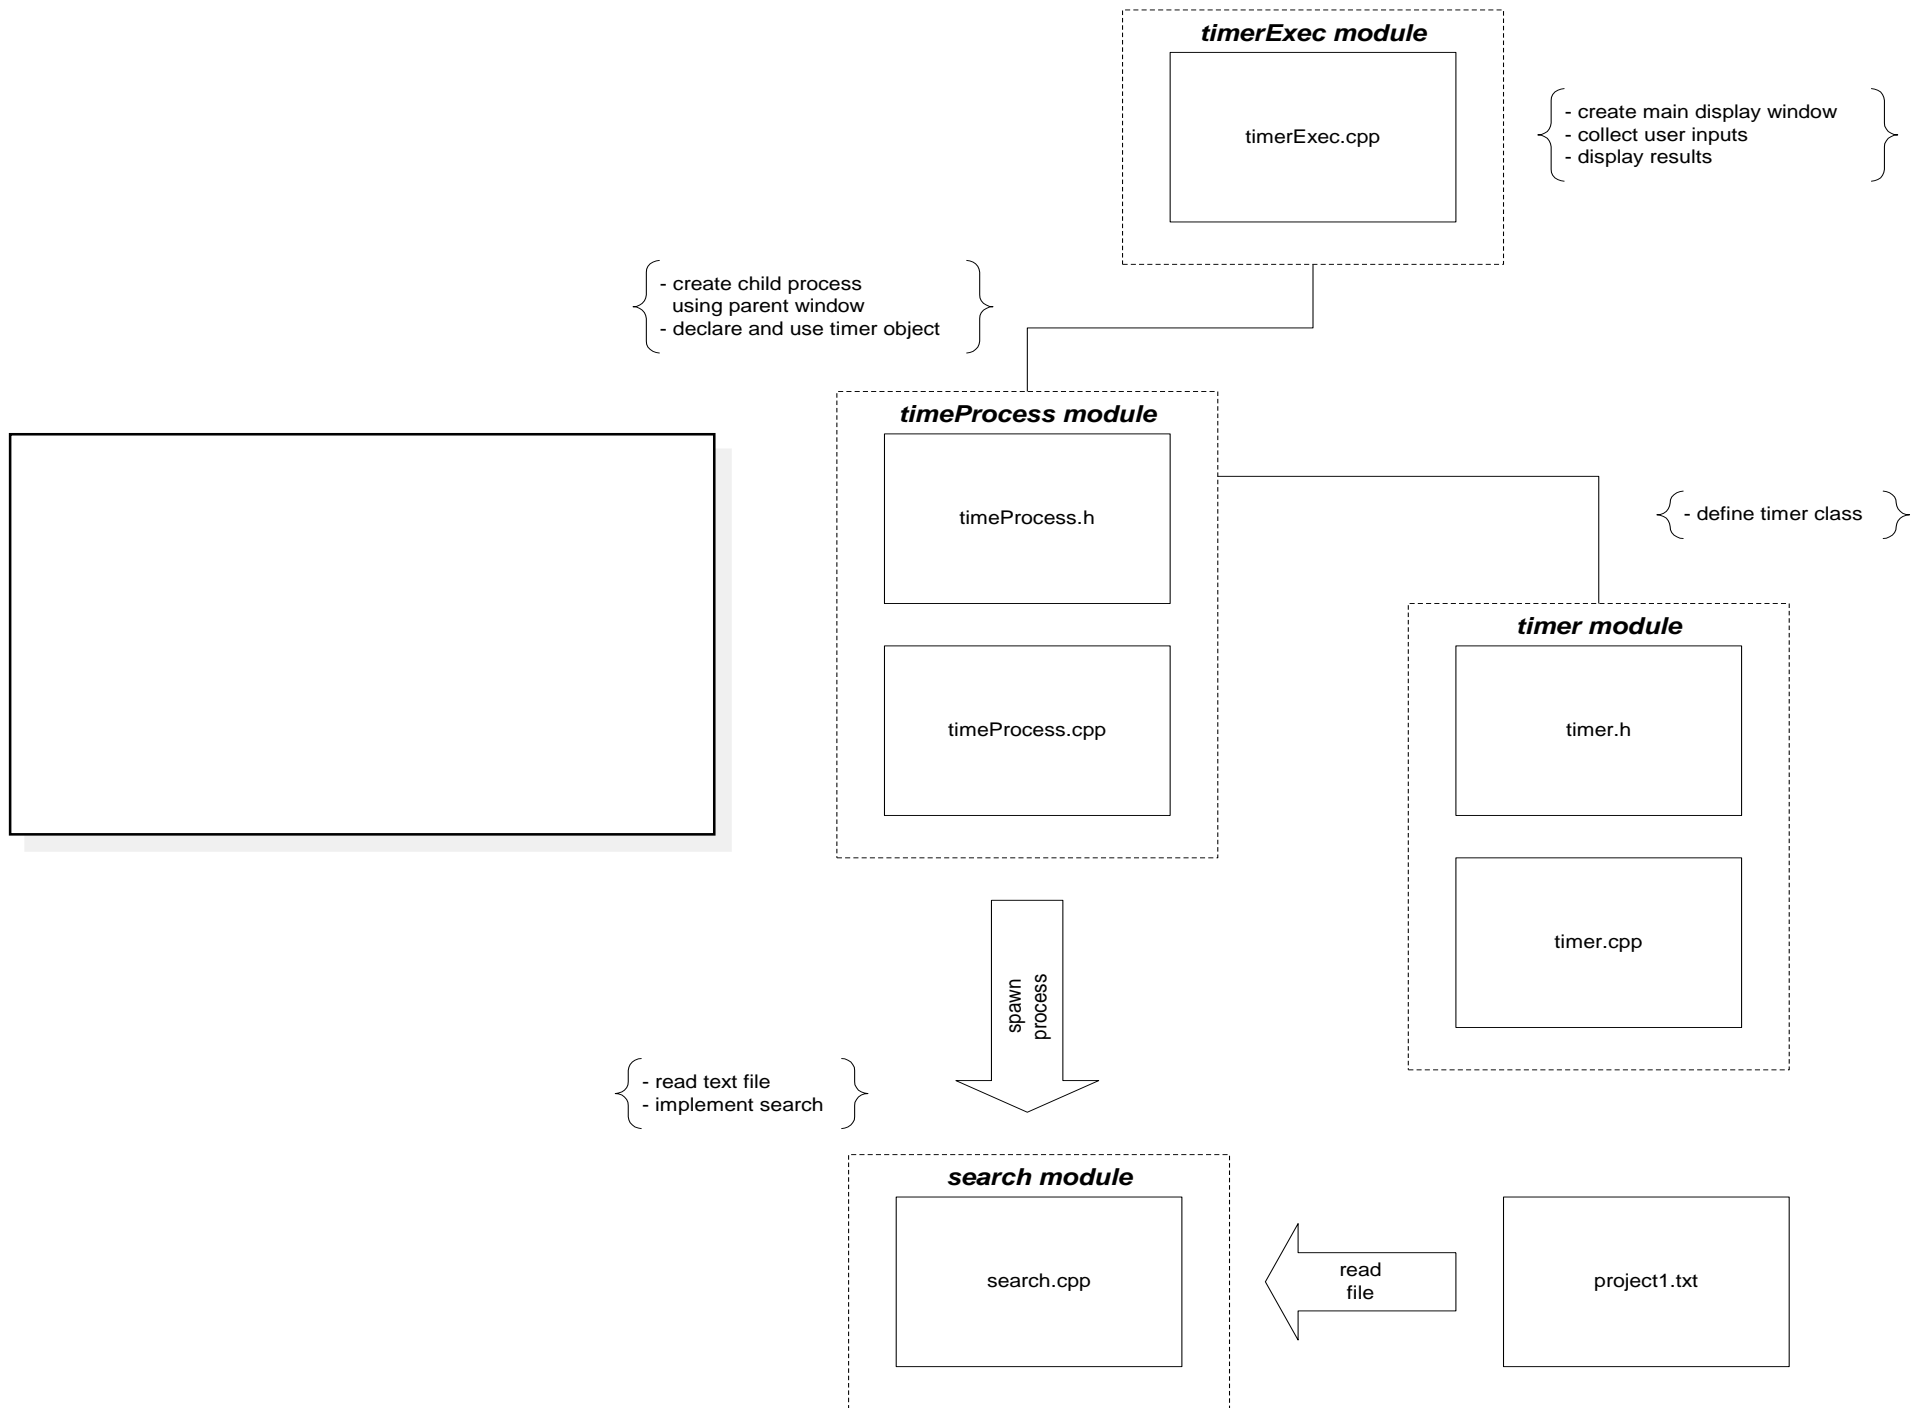 timerExec module
timerExec.cpp
- create main display window
- collect user inputs
- display results
- create child process
using parent window
- declare and use timer object
timeProcess module
timeProcess.h
timeProcess.cpp
- define timer class
timer module
timer.h
timer.cpp
spawn
process
- read text file
- implement search
search module
search.cpp
read
file
project1.txt